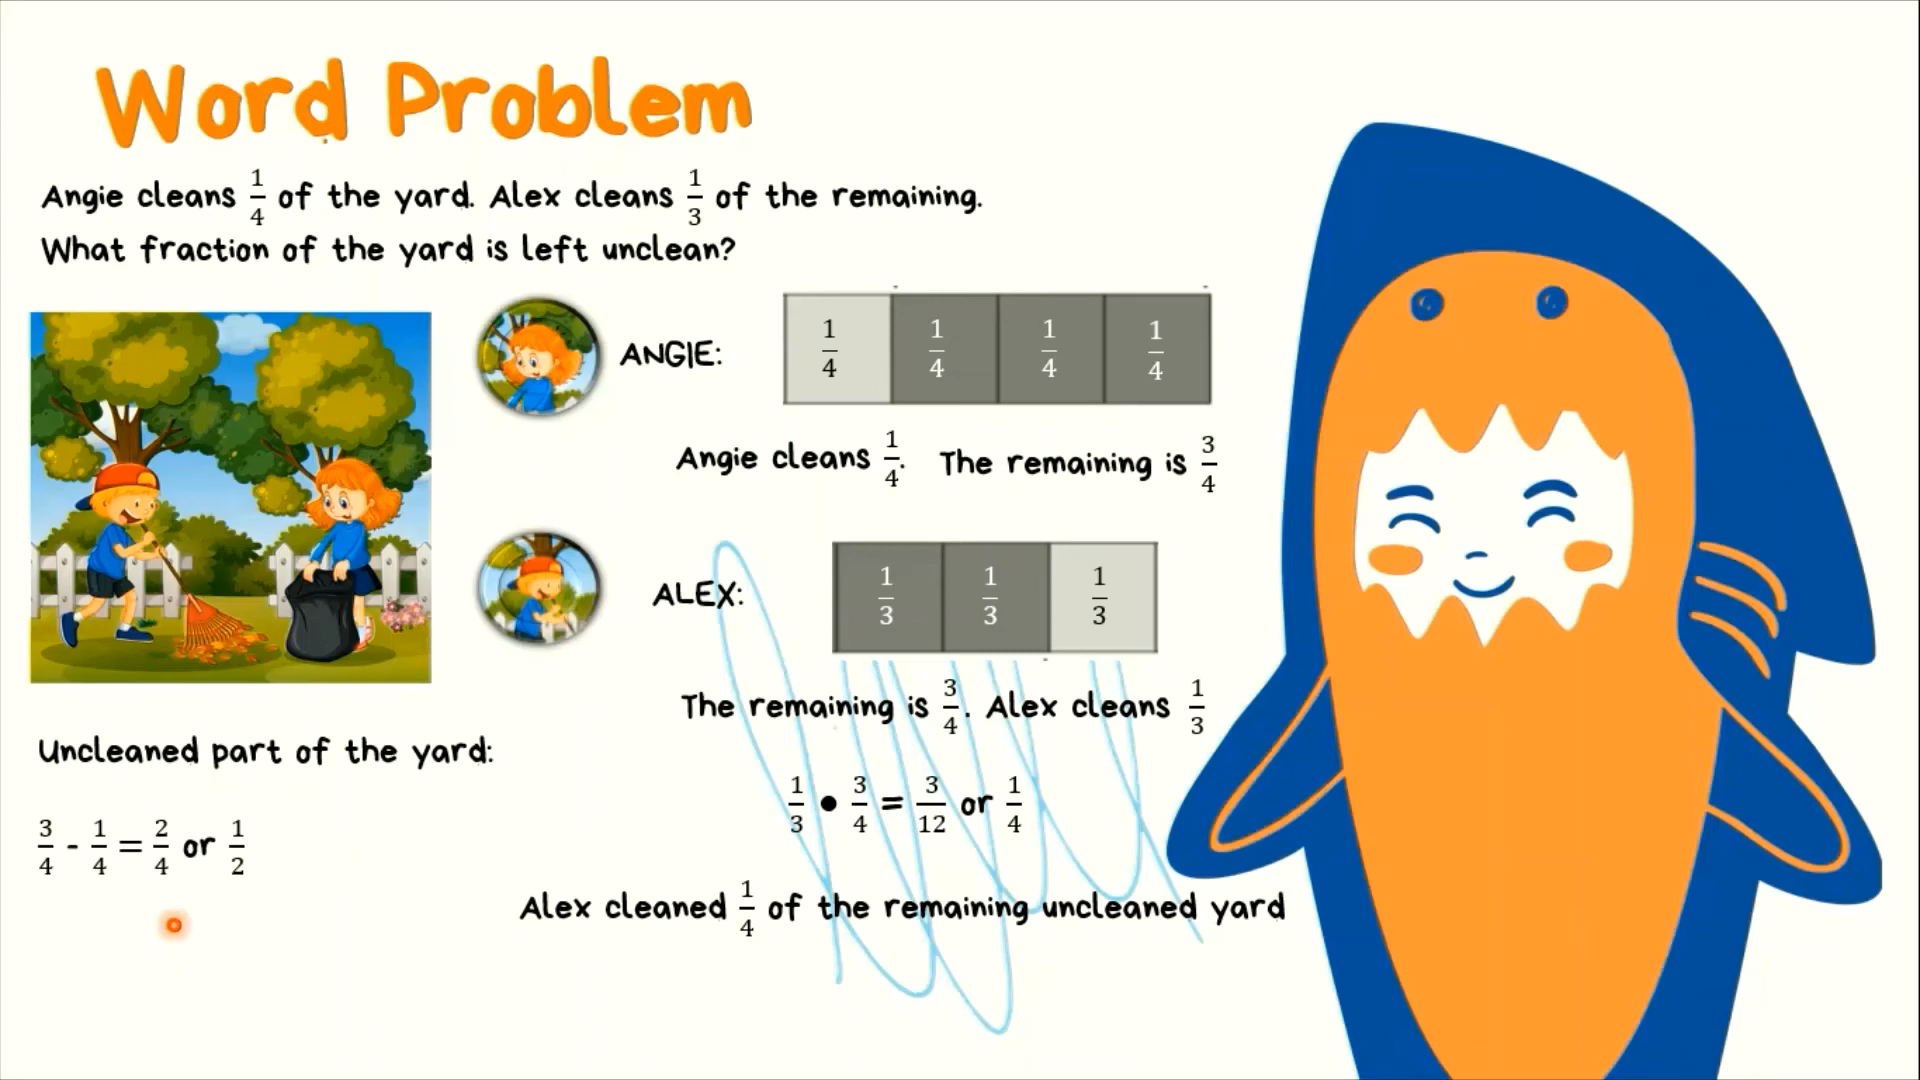 Word Problem
Angie cleans 1/4 of the yard. Alex cleans 1/3 of the remaining.
What fraction of the yard is left unclean?
ANGIE: 1/4 1/4 1/4 1/4
Angie cleans 1/4. The remaining is 3/4
ALEX: 1/3 1/3 1/3
The remaining is 3/4. Alex cleans 1/3
Uncleaned part of the yard:
1/3 • 3/4 = 3/12 or 1/4
3/4 - 1/4 = 2/4 or 1/2
Alex cleaned 1/4 of the remaining uncleaned yard